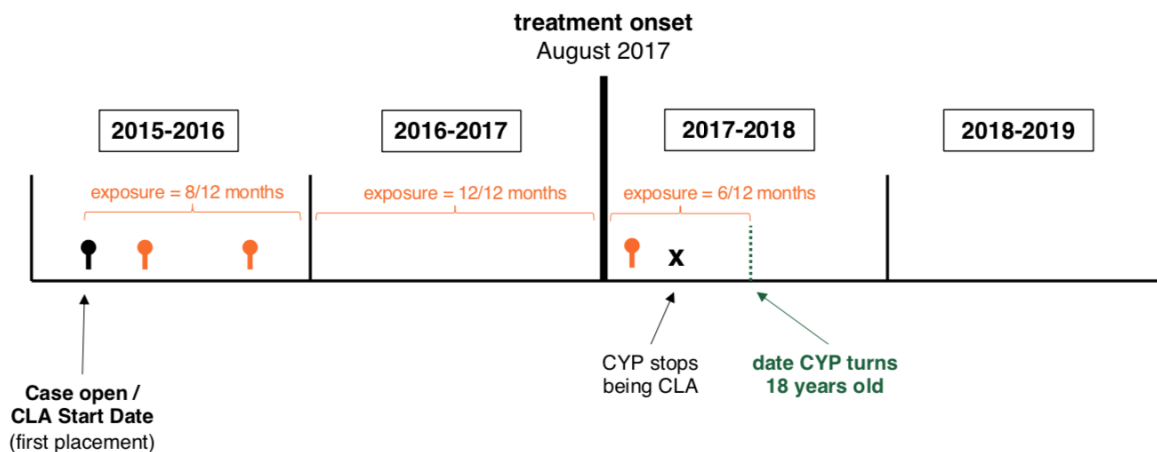 treatment onset
August 2017
2015-2016
2016-2017
2017-2018
2018-2019
exposure = 8/12 months
exposure = 12/12 months
exposure = 6/12 months
x
Case open /
CLA Start Date
(first placement)
CYP stops
being CLA
date CYP turns
18 years old